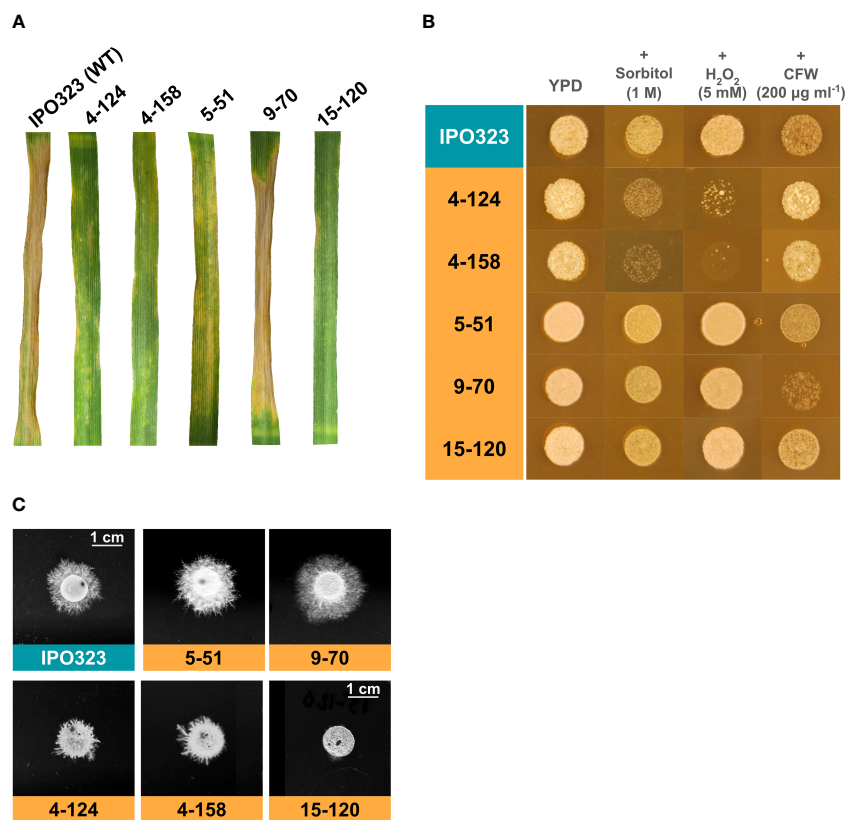 A
IPO323 (WT)
4-124
4-158
5-51
9-70
15-120
B
YPD
+
Sorbitol
(1 M)
+
H₂O₂
(5 mM)
+
CFW
(200 µg ml⁻¹)
IPO323
4-124
4-158
5-51
9-70
15-120
C
1 cm
IPO323
5-51
9-70
1 cm
4-124
4-158
15-120